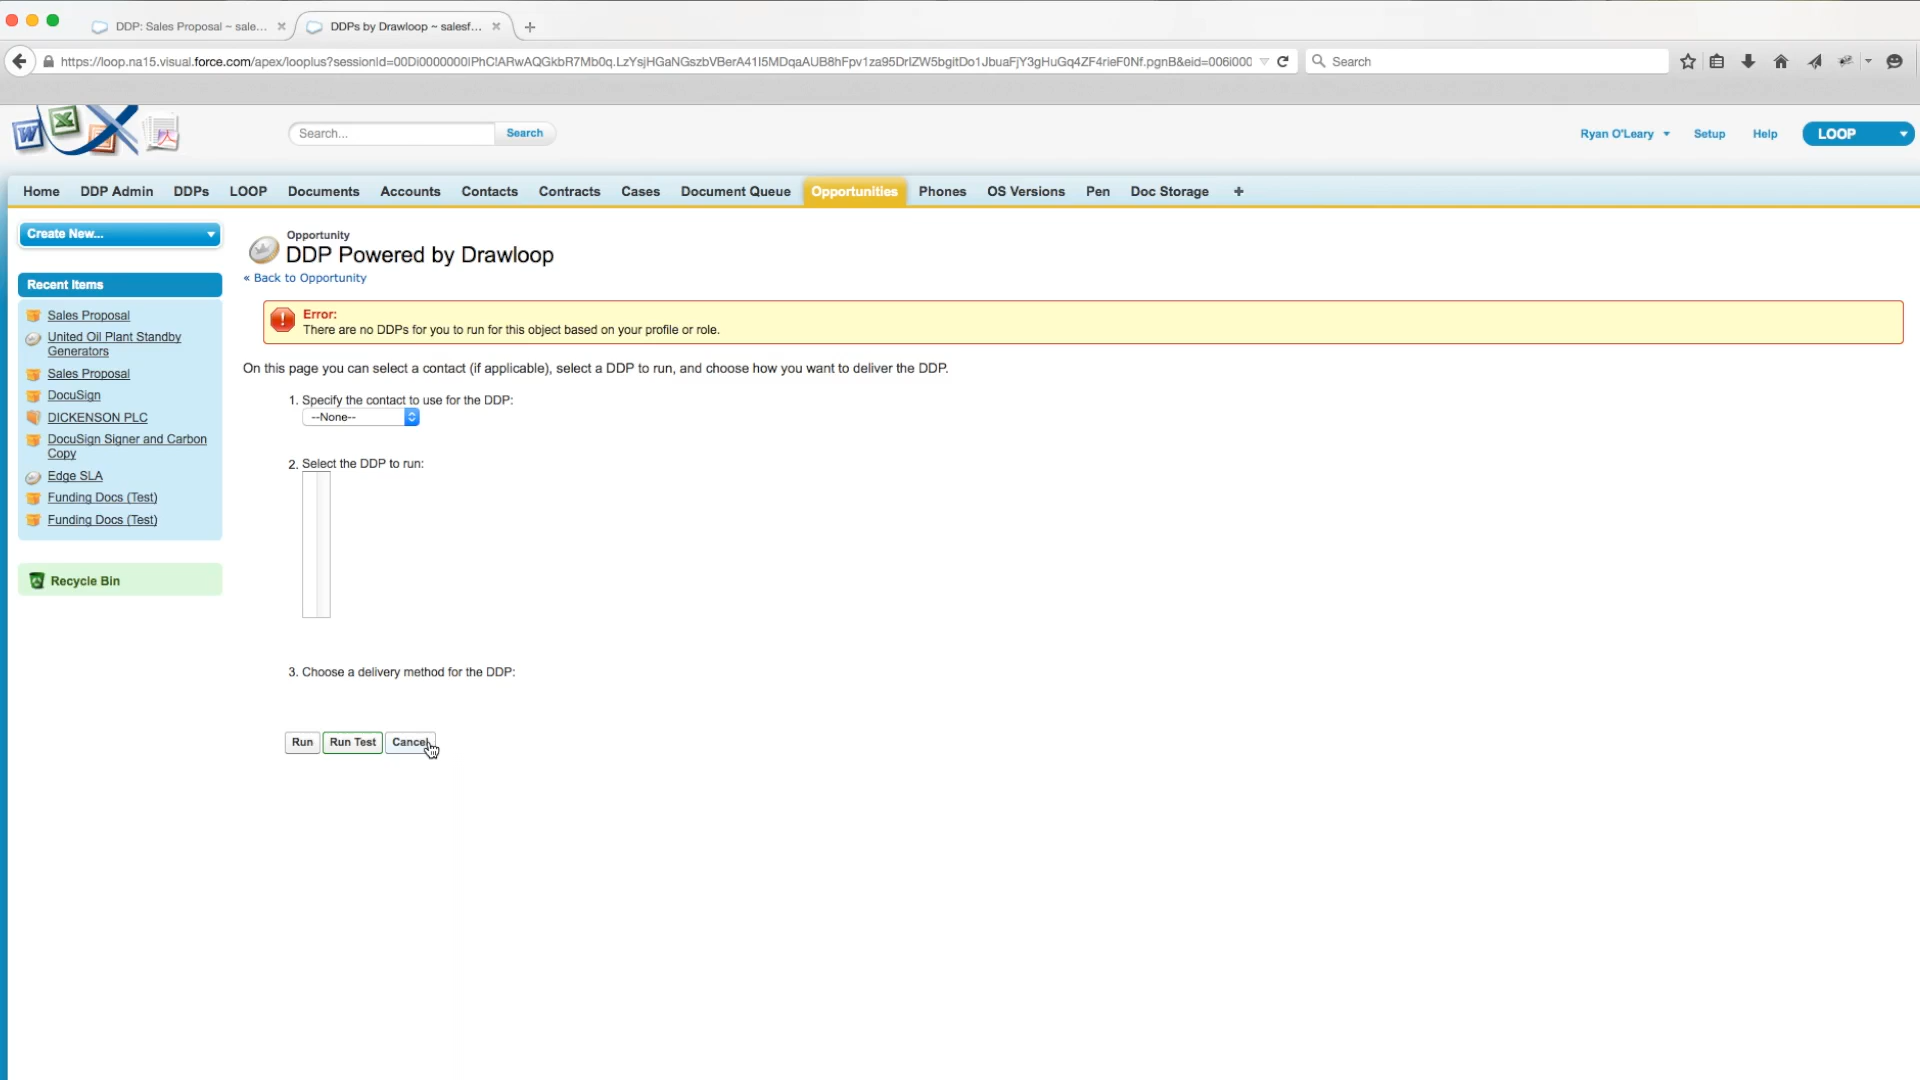 DDP: Sales Proposal ~ sale...
DDPs by Drawloop ~ salesf...
https://loop.na15.visual.force.com/apex/looplus?sessionId=00Di0000000IPhC!ARwAQGkbR7Mb0q.LzYsjHGaNGszbVBerA41I5MDqaAUB8hFpv1za95DrIZW5bgitDo1JbuaFjY3gHuGq4ZF4rieF0Nf.pgnB&eid=006i000
Search
Search...
Search
Ryan O'Leary
Setup
Help
LOOP
Home DDP Admin DDPs LOOP Documents Accounts Contacts Contracts Cases Document Queue Opportunities Phones OS Versions Pen Doc Storage +
Create New...
Recent Items
Sales Proposal
United Oil Plant Standby
Generators
Sales Proposal
DocuSign
DICKENSON PLC
DocuSign Signer and Carbon
Copy
Edge SLA
Funding Docs (Test)
Funding Docs (Test)
Recycle Bin
Opportunity
DDP Powered by Drawloop
« Back to Opportunity
Error:
There are no DDPs for you to run for this object based on your profile or role.
On this page you can select a contact (if applicable), select a DDP to run, and choose how you want to deliver the DDP.
1. Specify the contact to use for the DDP:
--None--
2. Select the DDP to run:
3. Choose a delivery method for the DDP:
Run
Run Test
Cancel